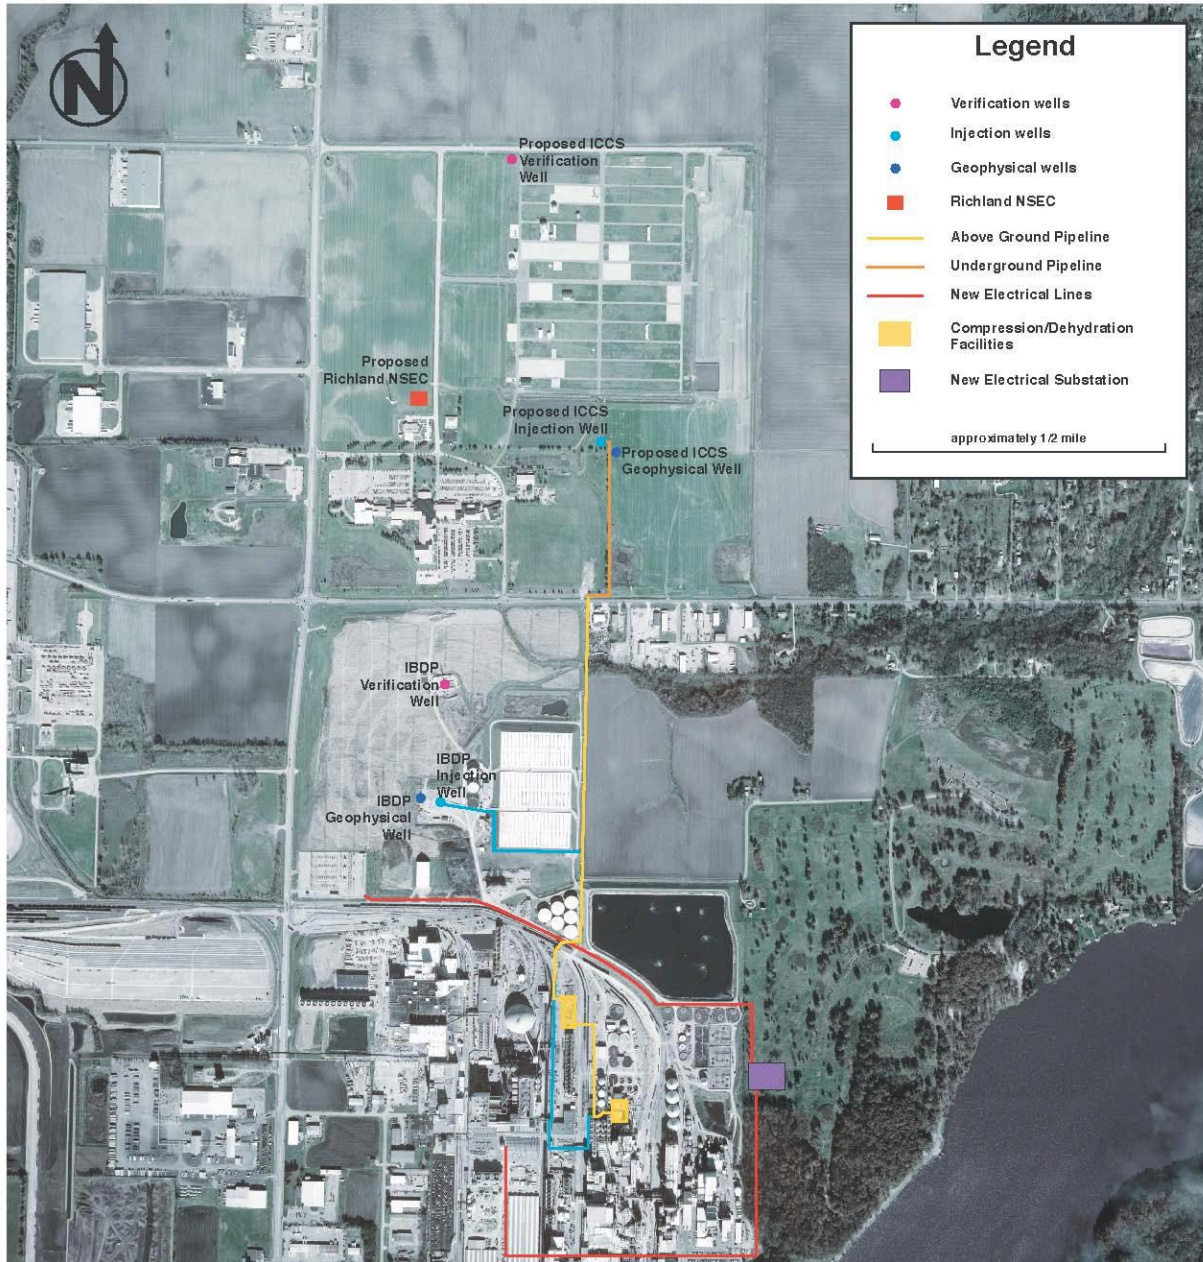 N
Legend
Verification wells
Injection wells
Geophysical wells
Richland NSEC
Above Ground Pipeline
Underground Pipeline
New Electrical Lines
Compression/Dehydration
Facilities
New Electrical Substation
approximately 1/2 mile
Proposed ICCS
Verification
Well
Proposed
Richland NSEC
Proposed ICCS
Injection Well
Proposed ICCS
Geophysical Well
IBDP
Verification
Well
IBDP
Injection
Well
IBDP
Geophysical
Well